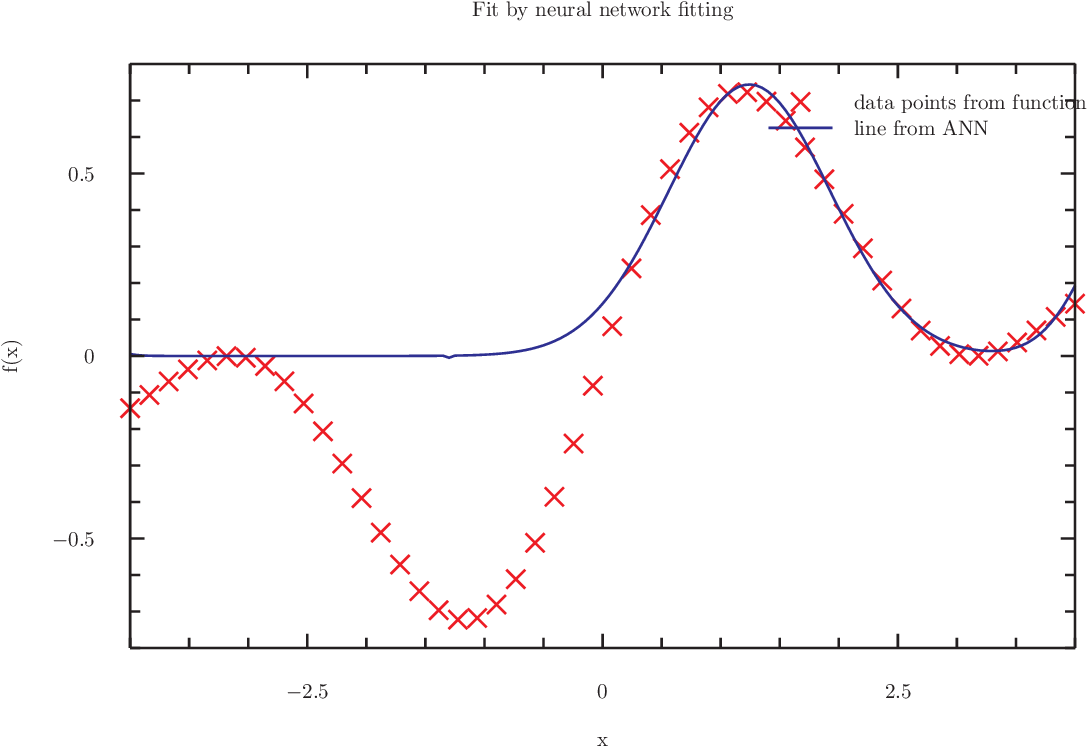 Fit by neural network fitting
data points from function
line from ANN
0.5
0
−0.5
f(x)
−2.5
0
2.5
x